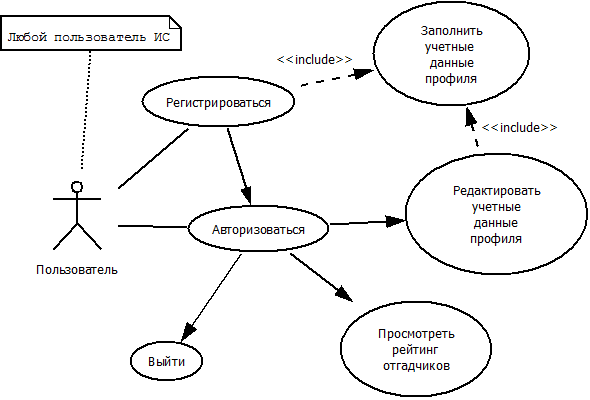 Любой пользователь ИС
Заполнить
учетные
данные
профиля
<<include>>
Регистрироваться
<<include>>
Редактировать
учетные
данные
профиля
Авторизоваться
Пользователь
Просмотреть
рейтинг
отгадчиков
Выйти